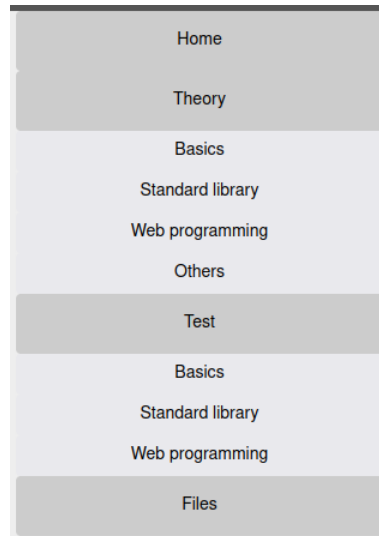 Home
Theory
Basics
Standard library
Web programming
Others
Test
Basics
Standard library
Web programming
Files